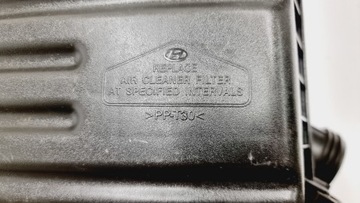 REPLACE
AIR CLEANER FILTER
AT SPECIFIED INTERVALS
>PP-T30<